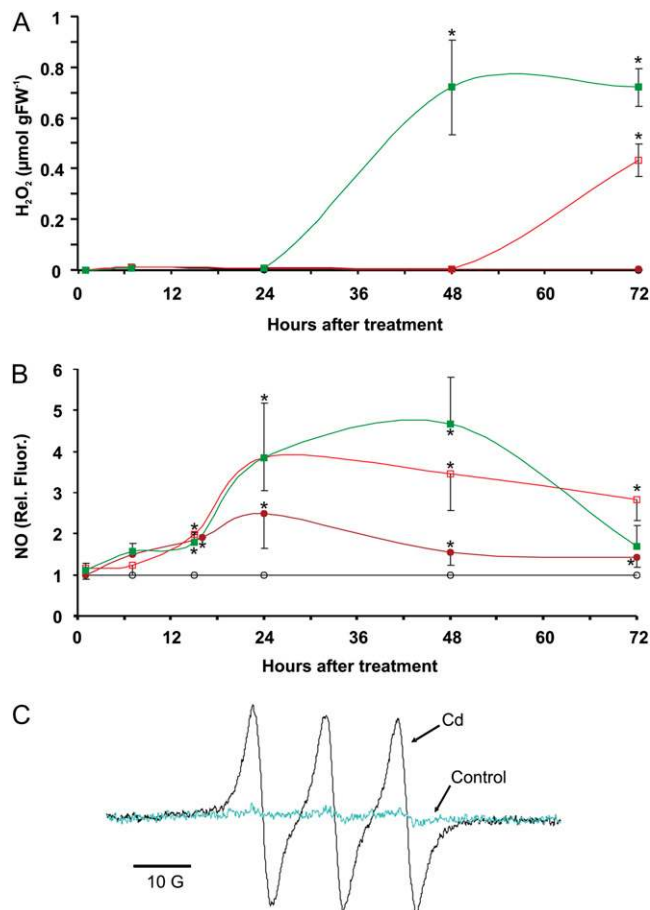 A
H₂O₂ (µmol gFW⁻¹)
1
0.8
0.6
0.4
0.2
0
* * *
0 12 24 36 48 60 72
Hours after treatment
B
NO (Rel. Fluor.)
6
5
4
3
2
1
0
* * * * * * * * * *
0 12 24 36 48 60 72
Hours after treatment
C
Cd
Control
10 G